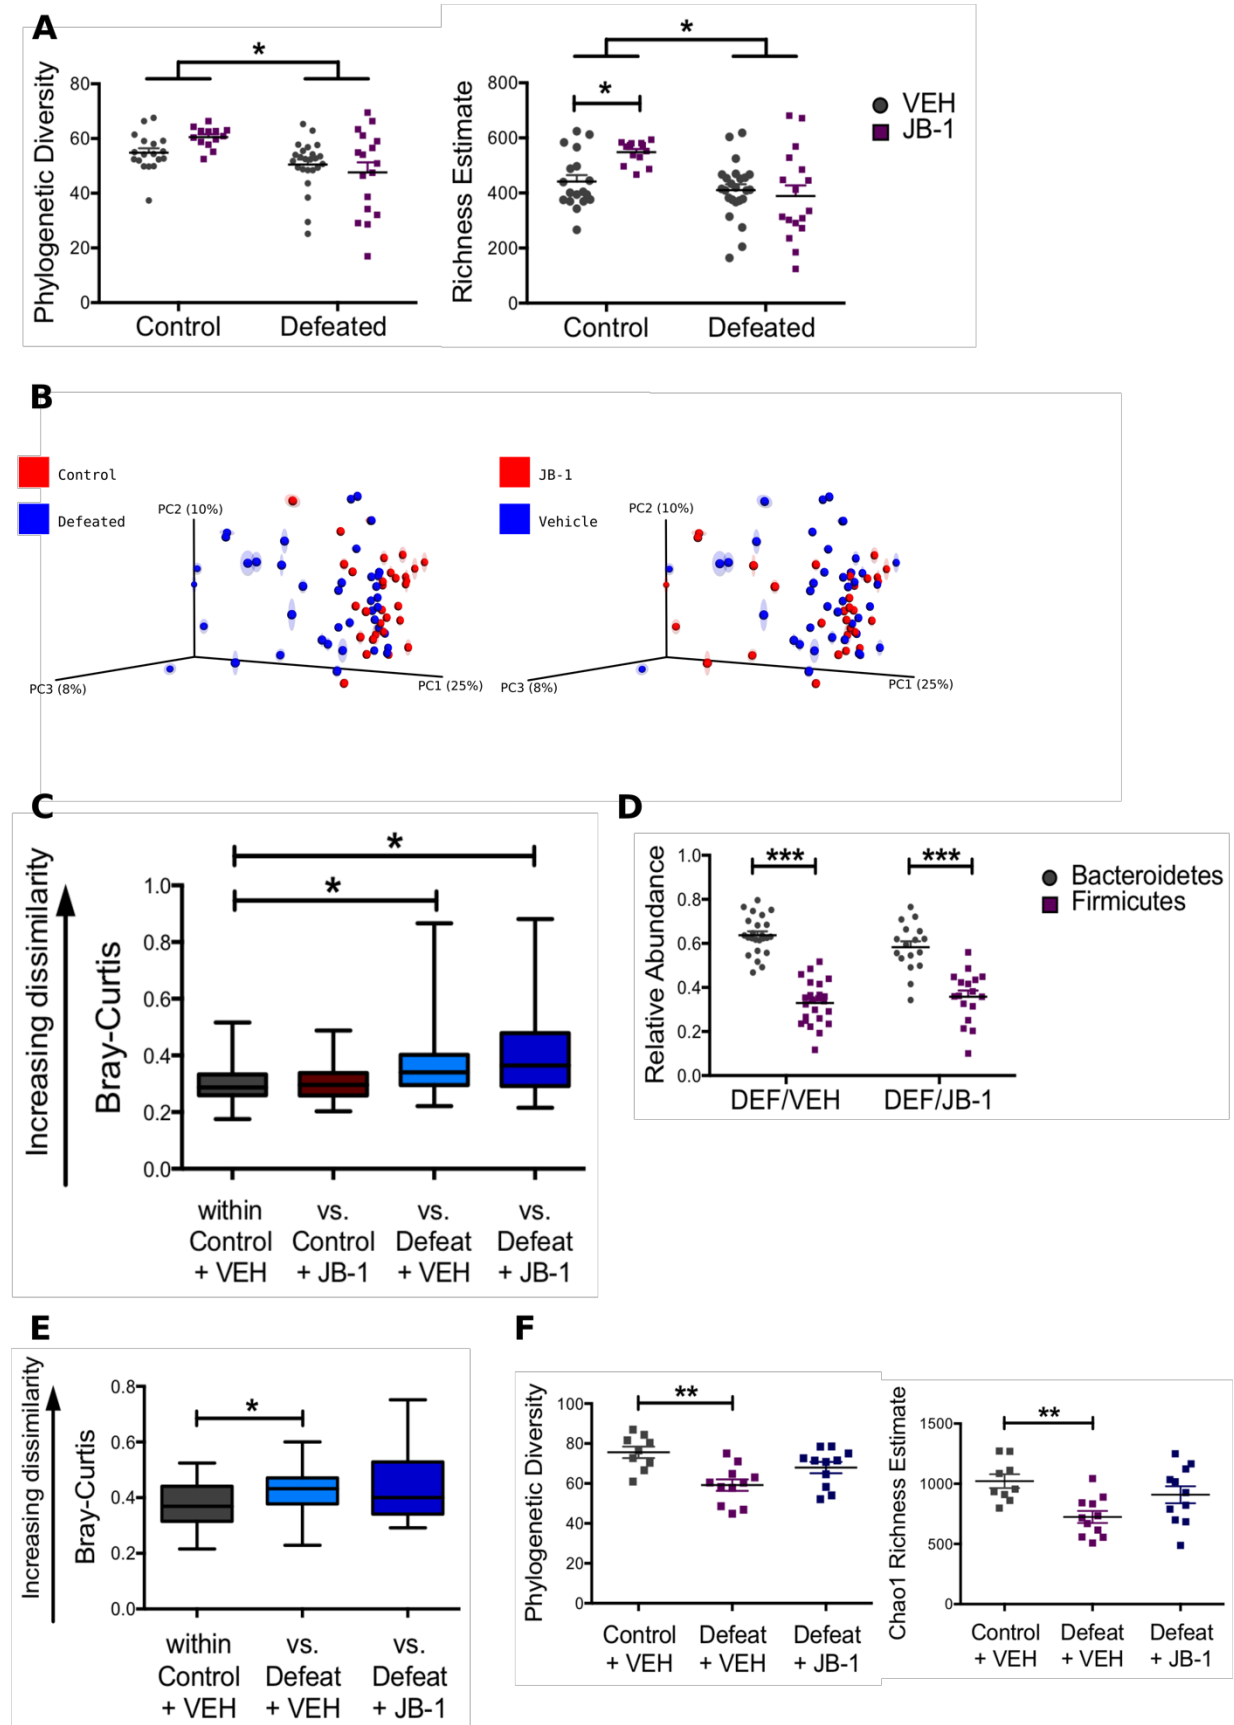 A
Phylogenetic Diversity
80
60
40
20
0
*
Control
Defeated
Richness Estimate
800
600
400
200
0
*
*
Control
Defeated
VEH
JB-1
B
Control
Defeated
PC2 (10%)
PC3 (8%)
PC1 (25%)
JB-1
Vehicle
PC2 (10%)
PC3 (8%)
PC1 (25%)
C
Increasing dissimilarity
Bray-Curtis
1.0
0.8
0.6
0.4
0.2
0.0
*
*
within
Control
+ VEH
vs.
Control
+ JB-1
vs.
Defeat
+ VEH
vs.
Defeat
+ JB-1
D
Relative Abundance
1.0
0.8
0.6
0.4
0.2
0.0
***
***
DEF/VEH
DEF/JB-1
Bacteroidetes
Firmicutes
E
Increasing dissimilarity
Bray-Curtis
0.8
0.6
0.4
0.2
0.0
*
within
Control
+ VEH
vs.
Defeat
+ VEH
vs.
Defeat
+ JB-1
F
Phylogenetic Diversity
100
80
60
40
20
0
**
Control
+ VEH
Defeat
+ VEH
Defeat
+ JB-1
Chao1 Richness Estimate
1500
1000
500
0
**
Control
+ VEH
Defeat
+ VEH
Defeat
+ JB-1